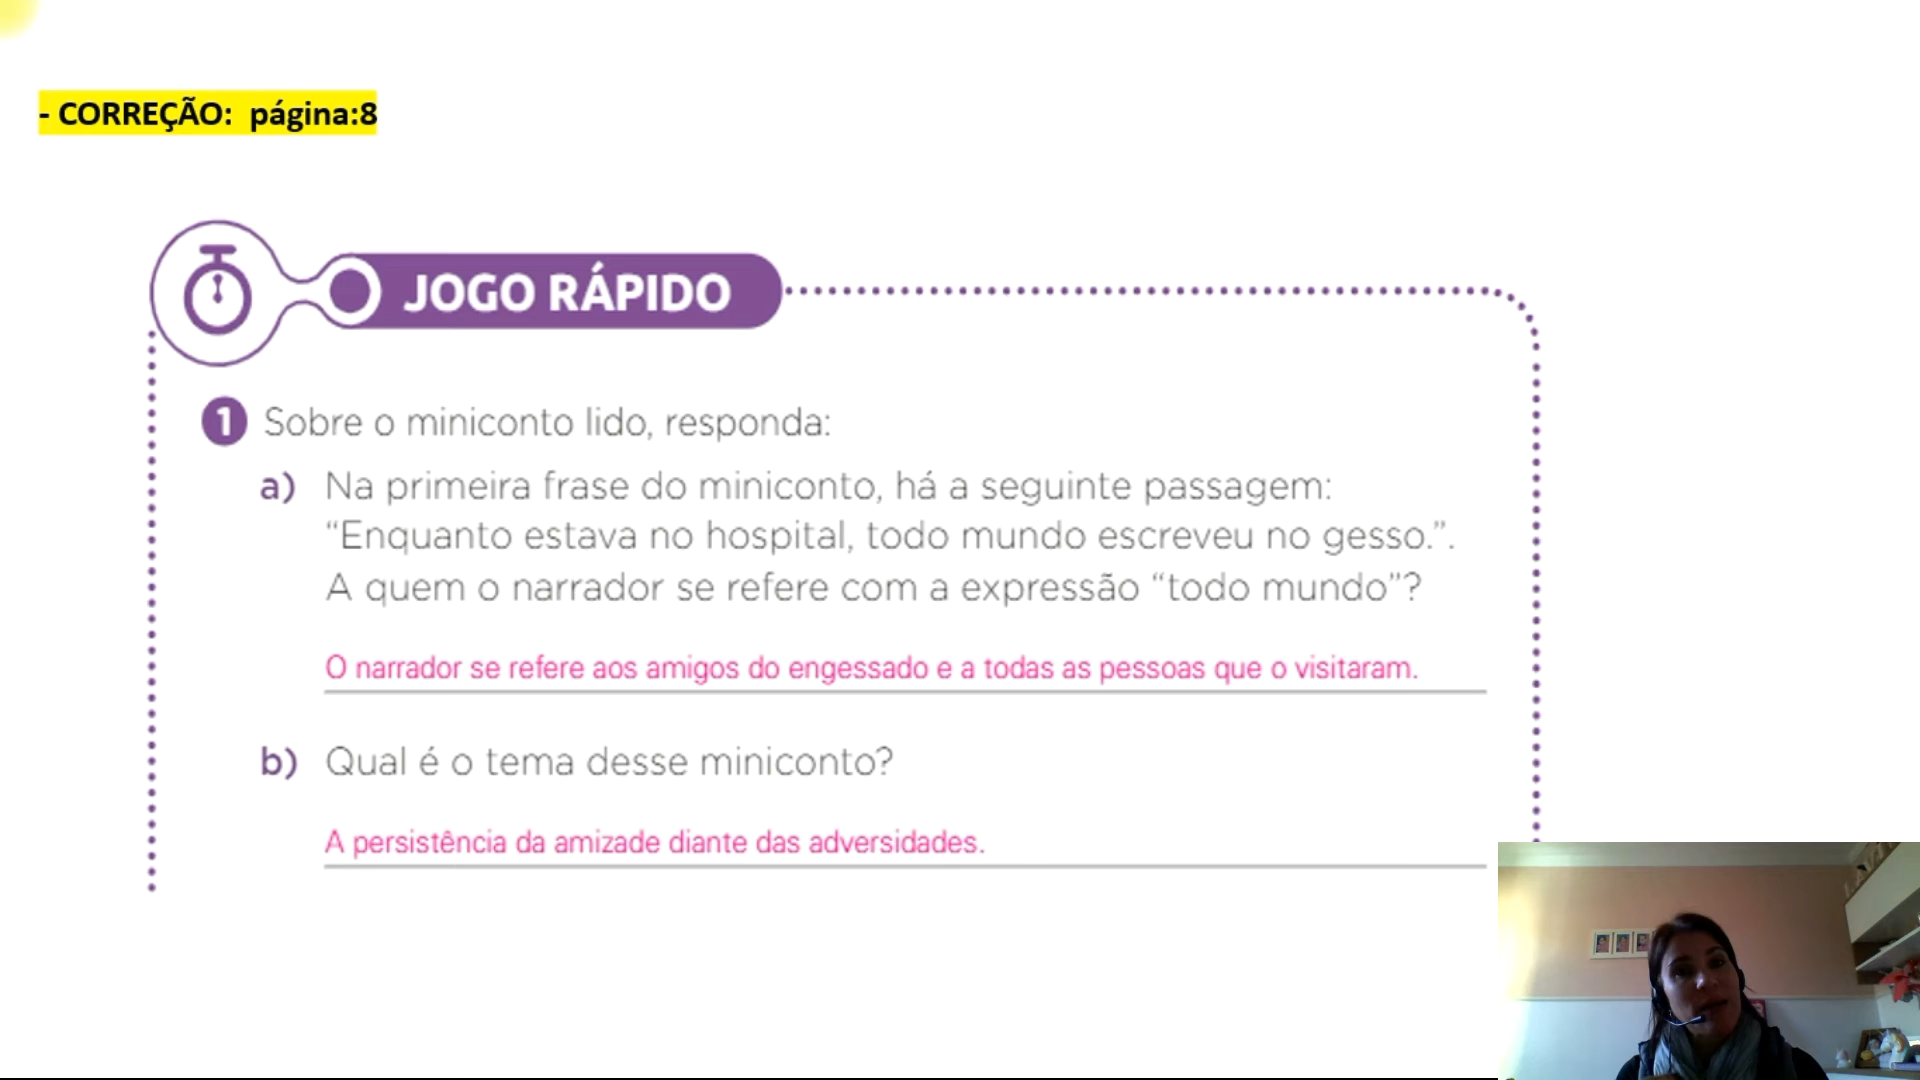 - CORREÇÃO: página:8
JOGO RÁPIDO
1 Sobre o miniconto lido, responda:
a) Na primeira frase do miniconto, há a seguinte passagem:
“Enquanto estava no hospital, todo mundo escreveu no gesso.”.
A quem o narrador se refere com a expressão “todo mundo”?
O narrador se refere aos amigos do engessado e a todas as pessoas que o visitaram.
b) Qual é o tema desse miniconto?
A persistência da amizade diante das adversidades.